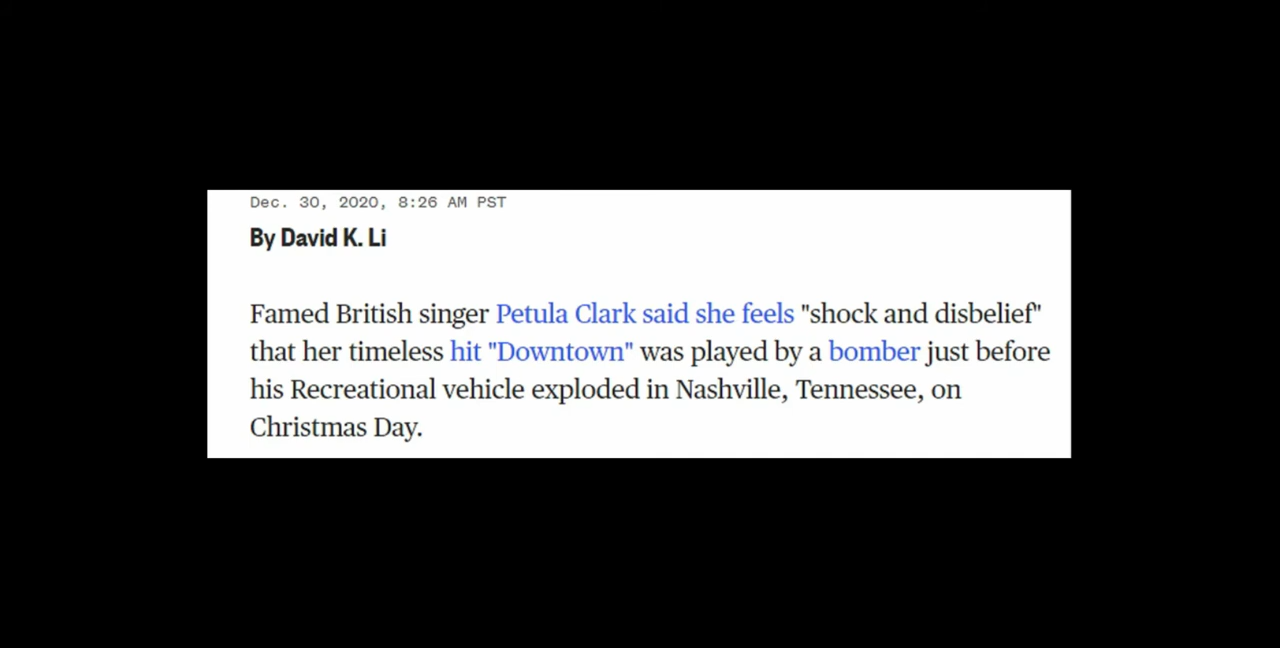 Dec. 30, 2020, 8:26 AM PST
By David K. Li
Famed British singer Petula Clark said she feels "shock and disbelief"
that her timeless hit "Downtown" was played by a bomber just before
his Recreational vehicle exploded in Nashville, Tennessee, on
Christmas Day.